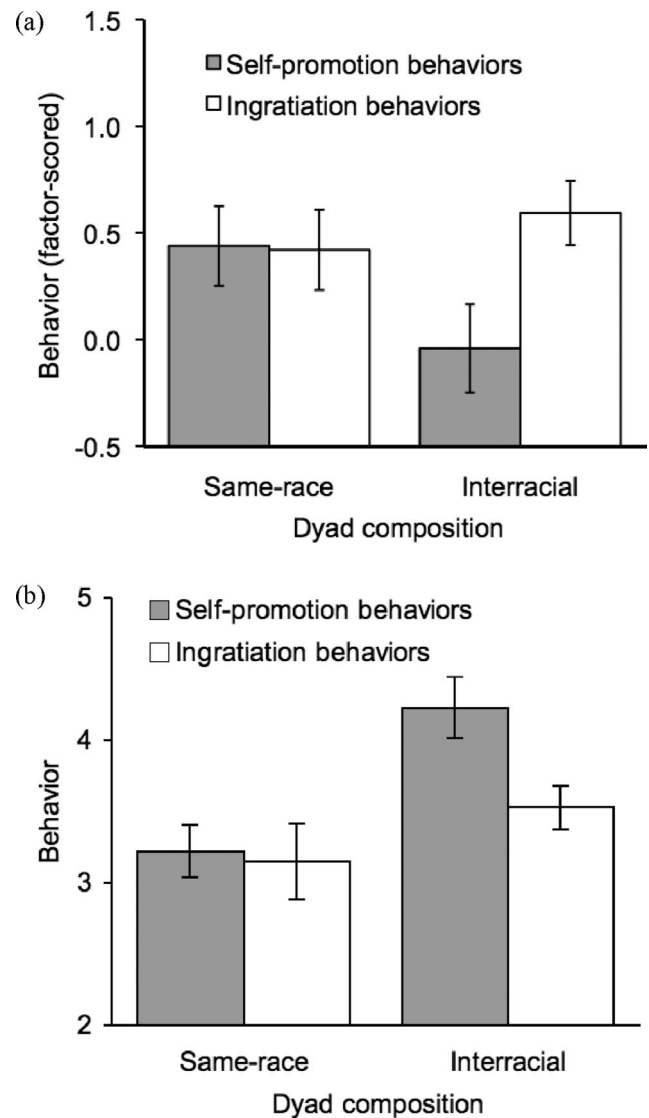 (a)
1.5
1.0
0.5
0.0
-0.5
Behavior (factor-scored)
Self-promotion behaviors
Ingratiation behaviors
Same-race Interracial
Dyad composition
(b)
5
4
3
2
Behavior
Self-promotion behaviors
Ingratiation behaviors
Same-race Interracial
Dyad composition